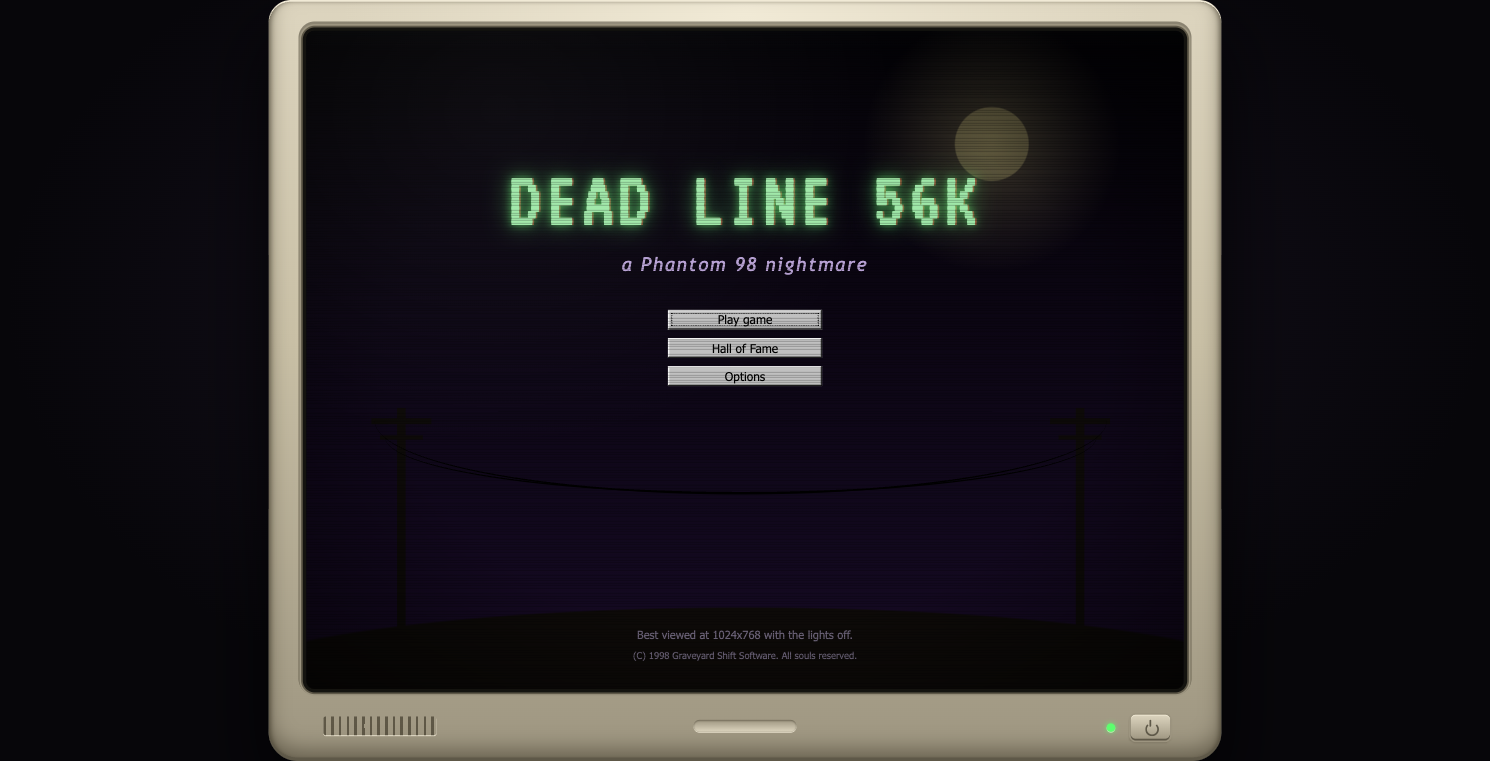 DEAD LINE 56K
a Phantom 98 nightmare
Play game
Hall of Fame
Options
Best viewed at 1024x768 with the lights off.
(C) 1998 Graveyard Shift Software. All souls reserved.